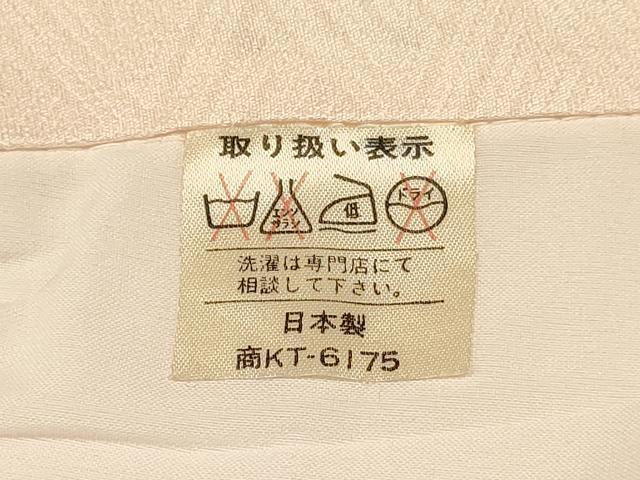 取り扱い表示
エンソ
サラシ
低
ドライ
洗濯は専門店にて
相談して下さい。
日本製
商KT-6175